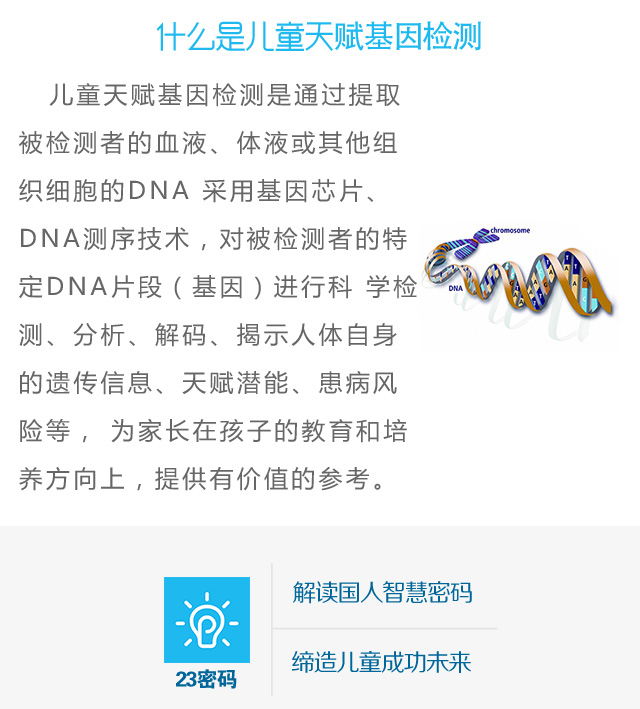 什么是儿童天赋基因检测
儿童天赋基因检测是通过提取
被检测者的血液、体液或其他组
织细胞的DNA 采用基因芯片、
DNA测序技术，对被检测者的特
定DNA片段（基因）进行科 学检
测、分析、解码、揭示人体自身
的遗传信息、天赋潜能、患病风
险等， 为家长在孩子的教育和培
养方向上，提供有价值的参考。
chromosome
DNA
解读国人智慧密码
缔造儿童成功未来
23密码